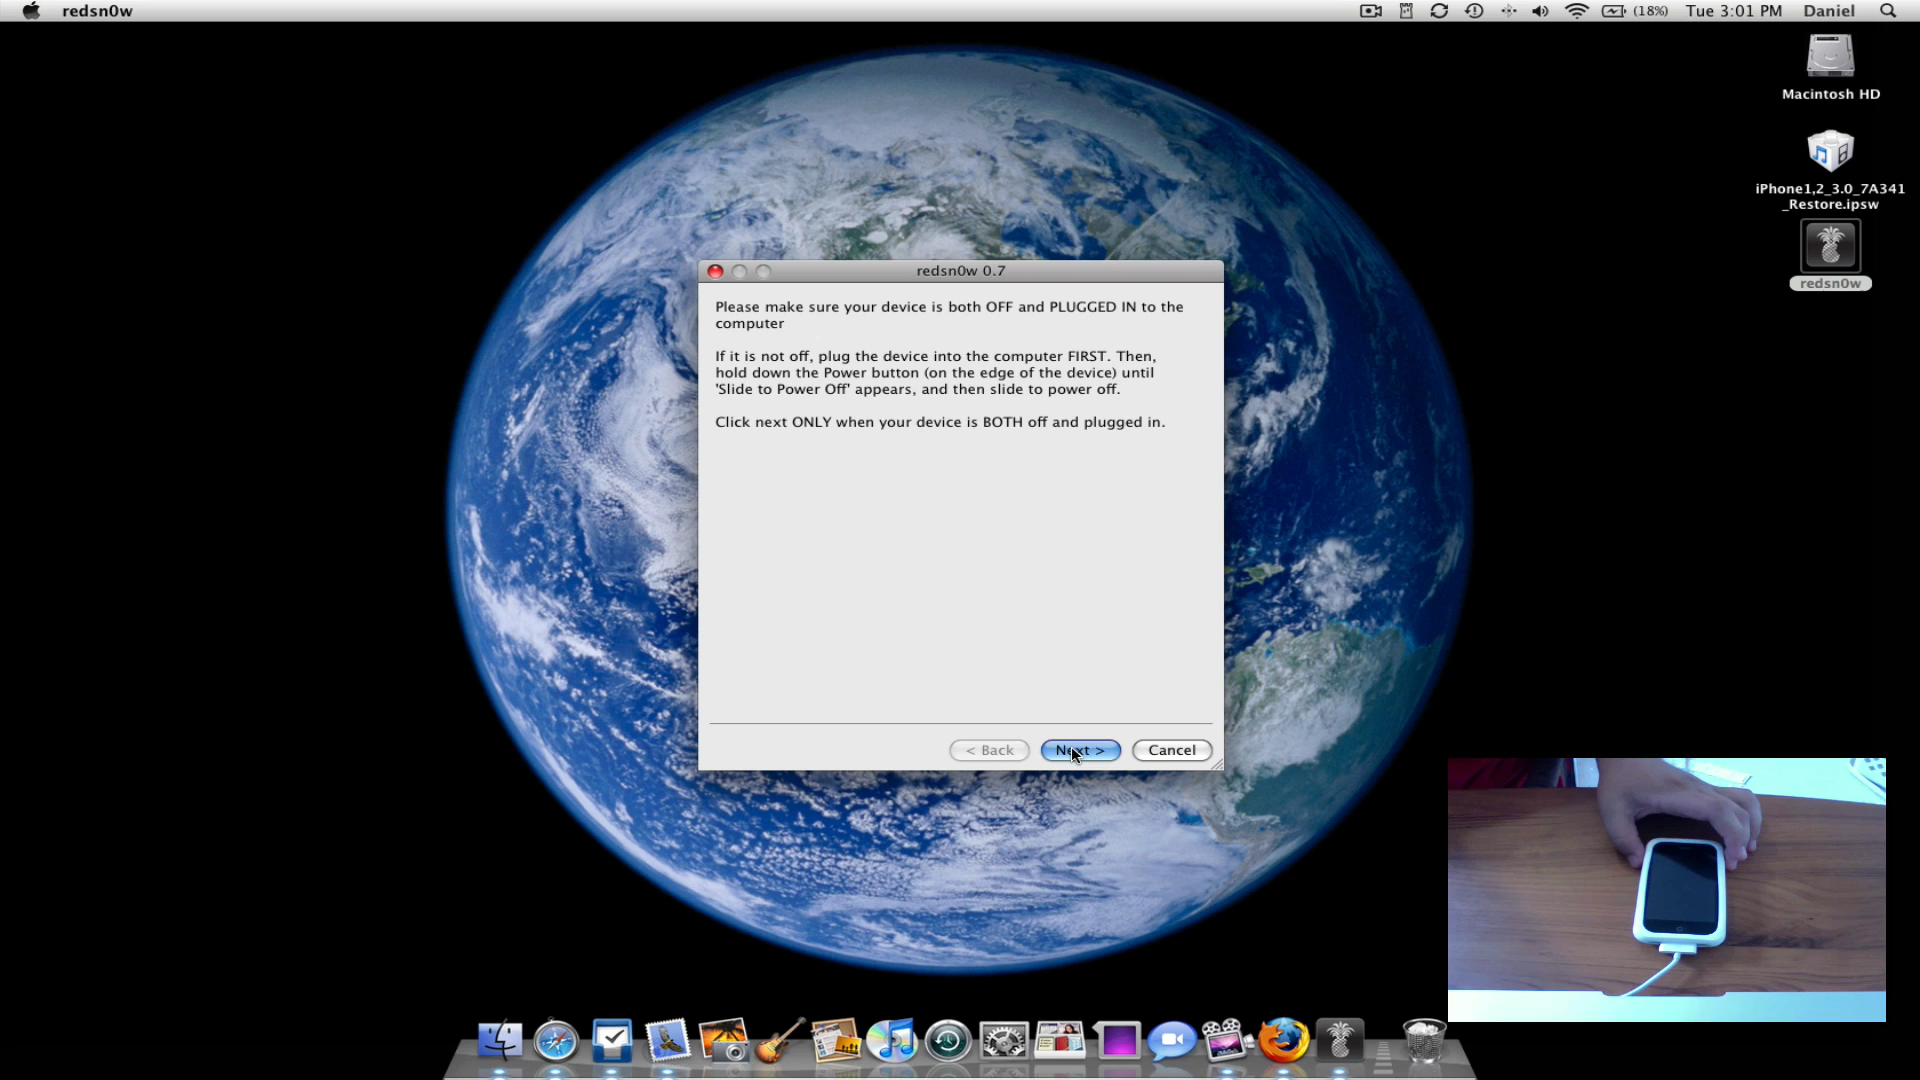 redsn0w
(18%)
Tue 3:01 PM
Daniel
Macintosh HD
iPhone1,2_3.0_7A341
_Restore.ipsw
redsn0w
redsn0w 0.7
Please make sure your device is both OFF and PLUGGED IN to the
computer
If it is not off, plug the device into the computer FIRST. Then,
hold down the Power button (on the edge of the device) until
'Slide to Power Off' appears, and then slide to power off.
Click next ONLY when your device is BOTH off and plugged in.
< Back
Next >
Cancel